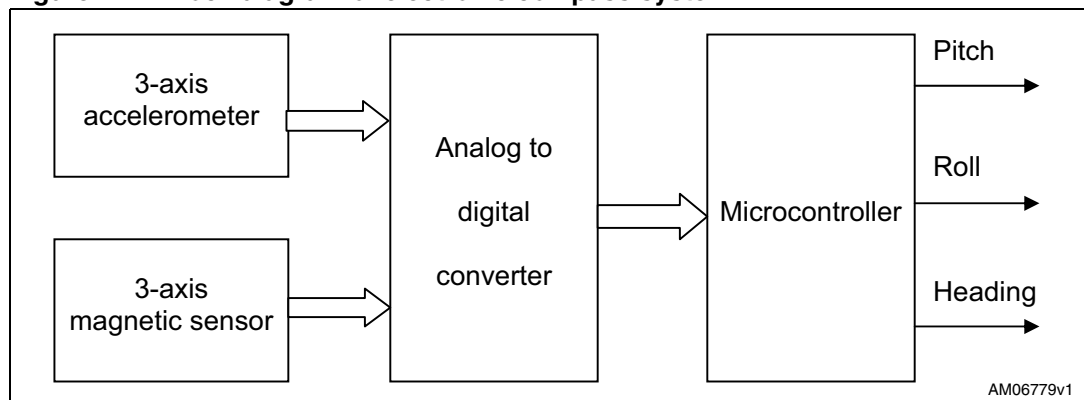 3-axis
accelerometer
3-axis
magnetic sensor
Analog to
digital
converter
Microcontroller
Pitch
Roll
Heading
AM06779v1